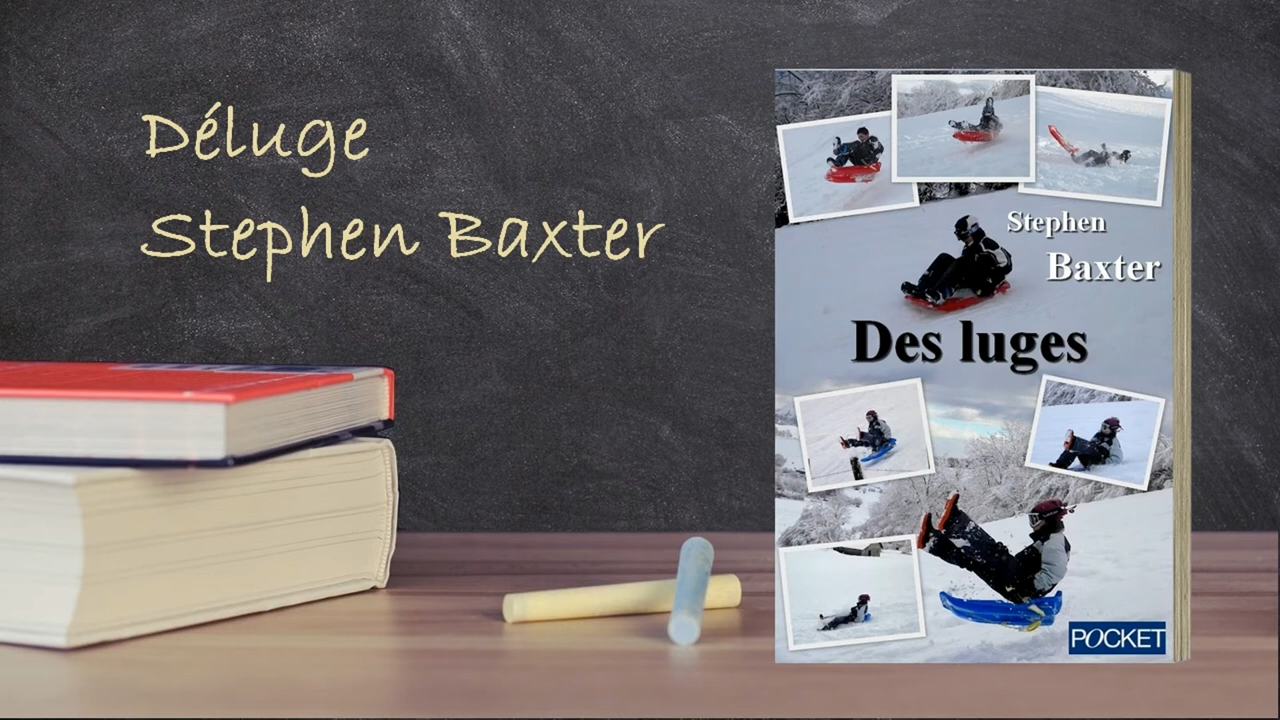 Déluge
Stephen Baxter
Stephen
Baxter
Des luges
POCKET